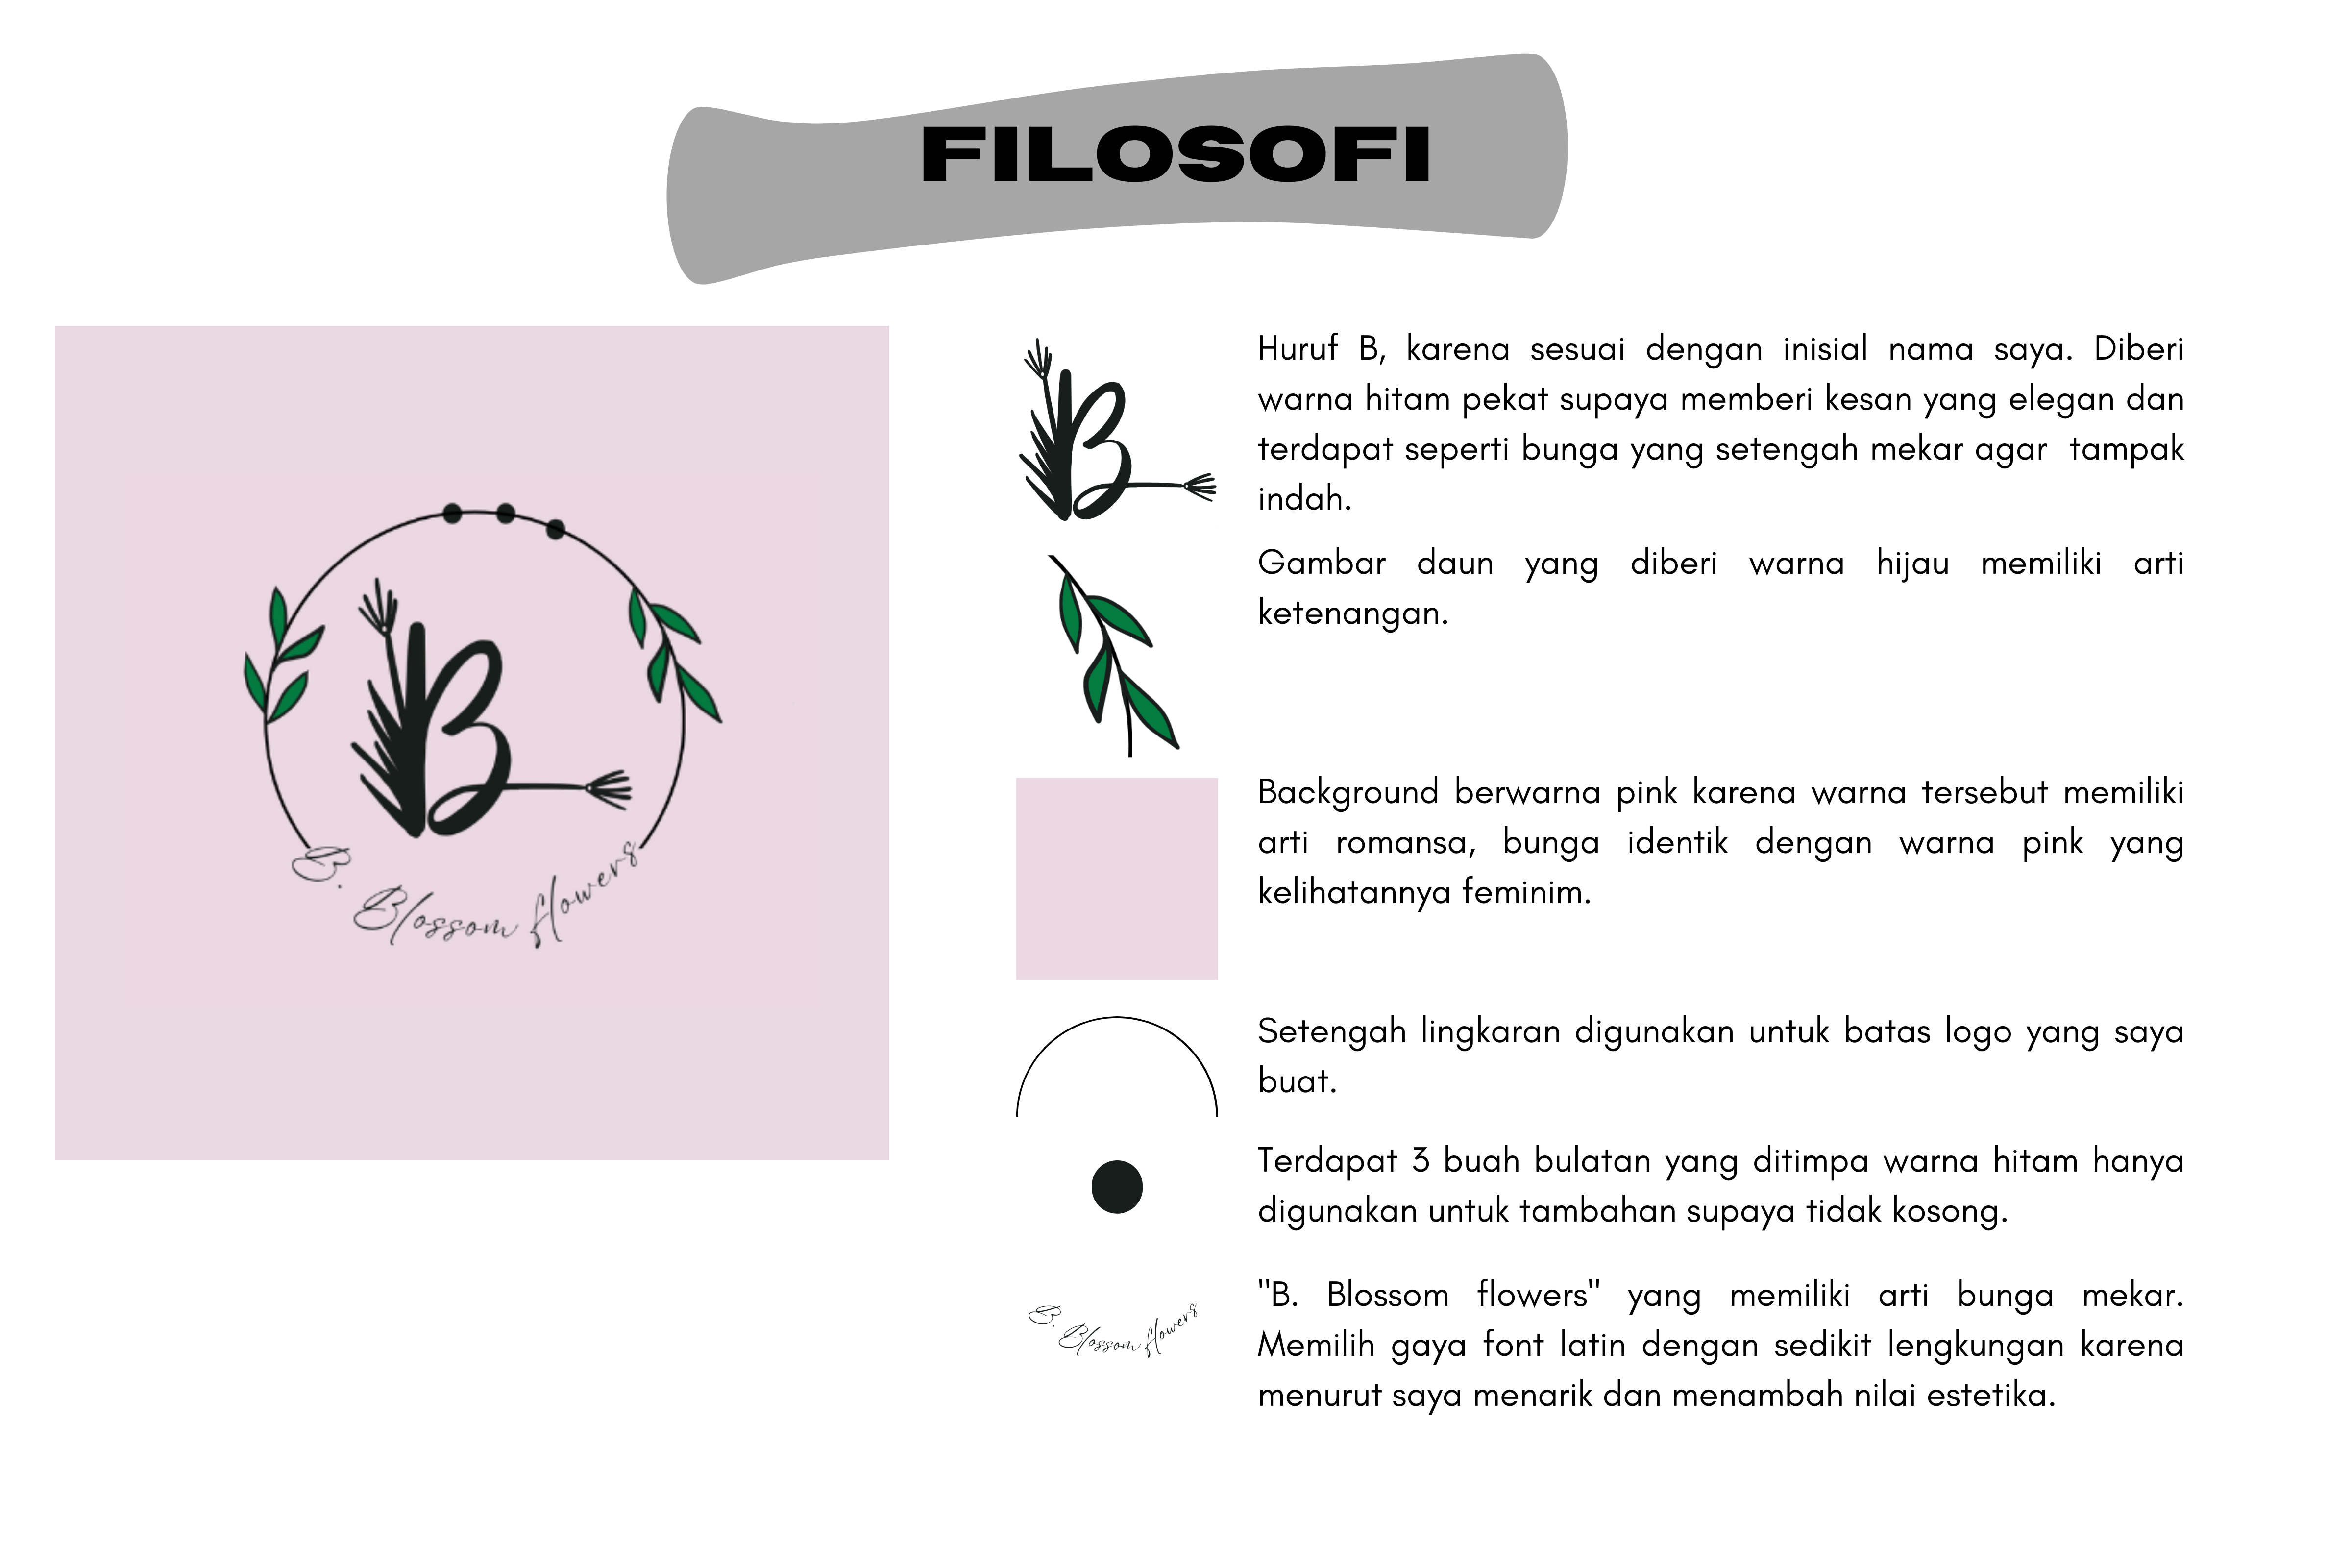 FILOSOFI
B. Blossom flowers
Huruf B, karena sesuai dengan inisial nama saya. Diberi
warna hitam pekat supaya memberi kesan yang elegan dan
terdapat seperti bunga yang setengah mekar agar  tampak
indah.
Gambar daun yang diberi warna hijau memiliki arti
ketenangan.
Background berwarna pink karena warna tersebut memiliki
arti romansa, bunga identik dengan warna pink yang
kelihatannya feminim.
Setengah lingkaran digunakan untuk batas logo yang saya
buat.
Terdapat 3 buah bulatan yang ditimpa warna hitam hanya
digunakan untuk tambahan supaya tidak kosong.
B. Blossom flowers
"B. Blossom flowers" yang memiliki arti bunga mekar.
Memilih gaya font latin dengan sedikit lengkungan karena
menurut saya menarik dan menambah nilai estetika.